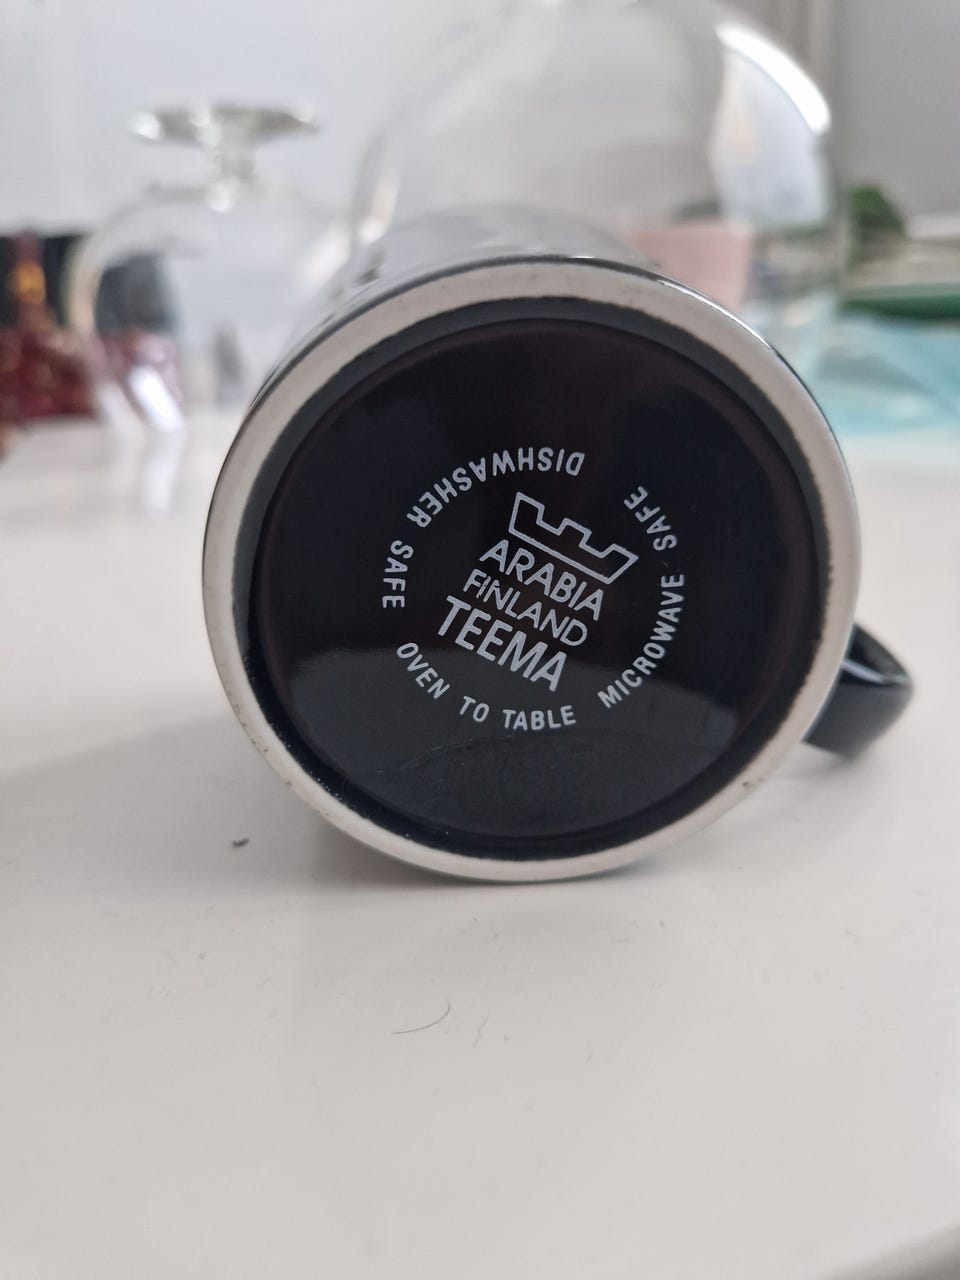 ARABIA
FINLAND
TEEMA
OVEN TO TABLE
MICROWAVE SAFE
DISHWASHER SAFE